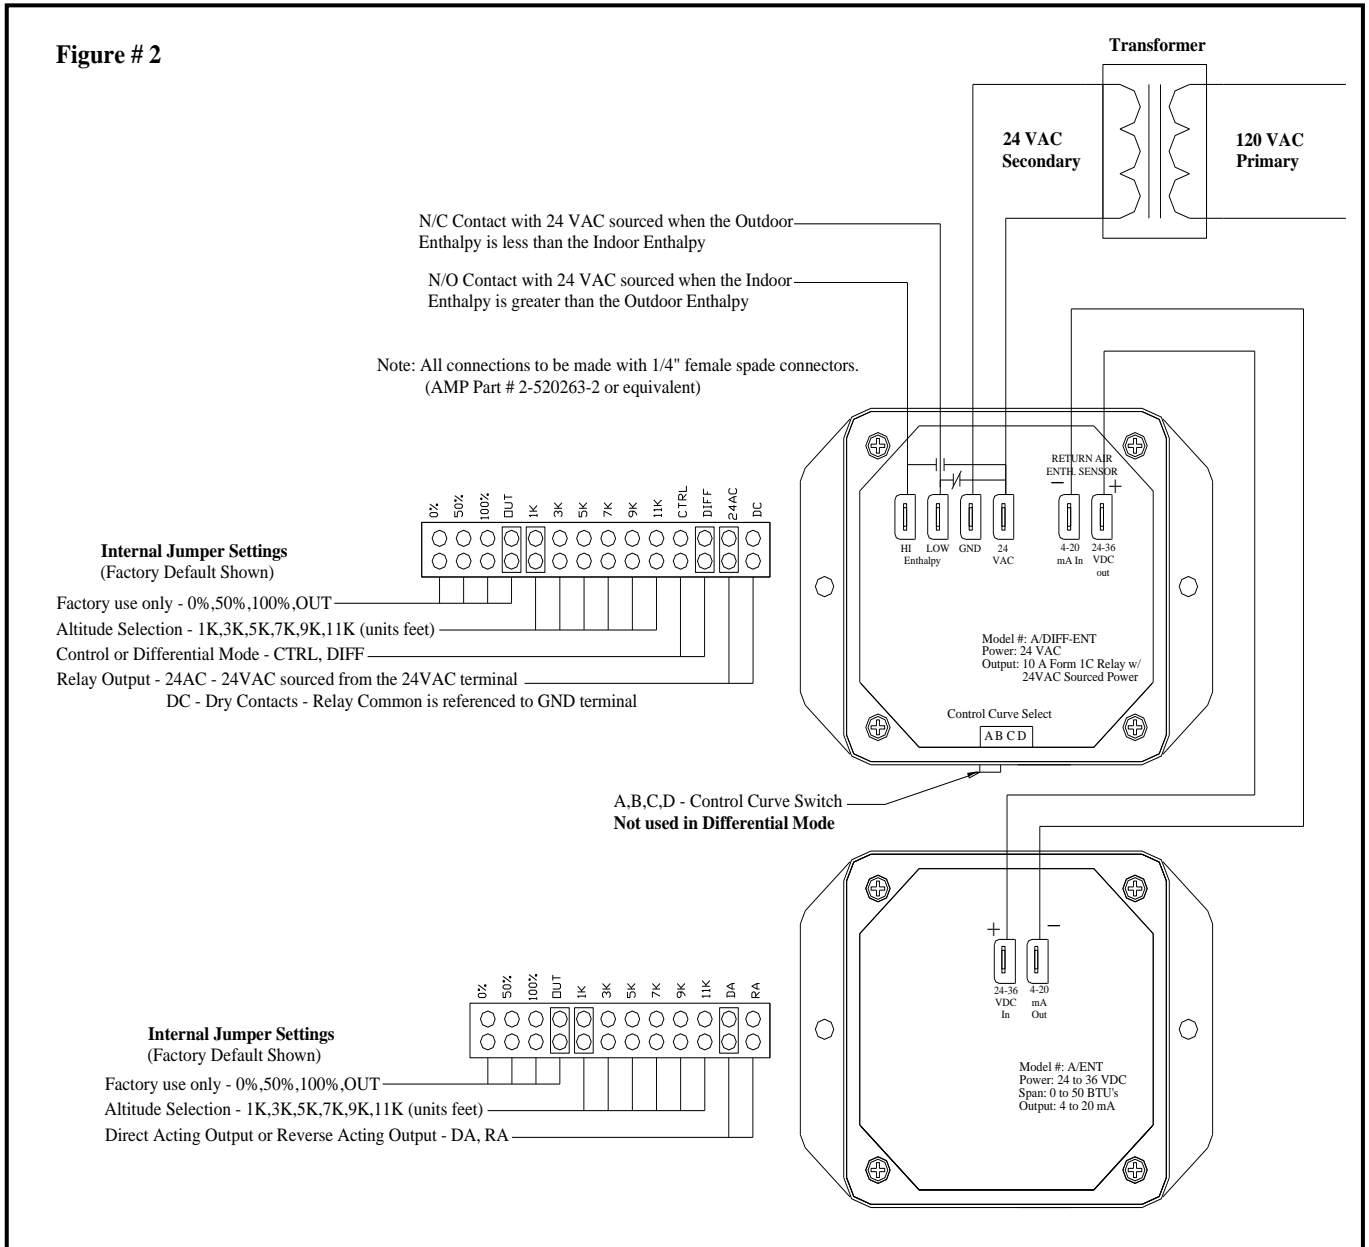 Figure # 2
Transformer
24 VAC
Secondary
120 VAC
Primary
N/C Contact with 24 VAC sourced when the Outdoor
Enthalpy is less than the Indoor Enthalpy
N/O Contact with 24 VAC sourced when the Indoor
Enthalpy is greater than the Outdoor Enthalpy
Note: All connections to be made with 1/4" female spade connectors.
(AMP Part # 2-520263-2 or equivalent)
RETURN AIR
ENTH. SENSOR
− +
HI LOW GND 24
VAC
Enthalpy
4-20
mA In
24-36
VDC
out
Model #: A/DIFF-ENT
Power: 24 VAC
Output: 10 A Form 1C Relay w/
24VAC Sourced Power
Control Curve Select
A B C D
0% 50% 100% OUT 1K 3K 5K 7K 9K 11K CTRL DIFF 24AC DC
Internal Jumper Settings
(Factory Default Shown)
Factory use only - 0%,50%,100%,OUT
Altitude Selection - 1K,3K,5K,7K,9K,11K (units feet)
Control or Differential Mode - CTRL, DIFF
Relay Output - 24AC - 24VAC sourced from the 24VAC terminal
DC - Dry Contacts - Relay Common is referenced to GND terminal
A,B,C,D - Control Curve Switch
Not used in Differential Mode
+ −
24-36
VDC
In
4-20
mA
Out
Model #: A/ENT
Power: 24 to 36 VDC
Span: 0 to 50 BTU's
Output: 4 to 20 mA
0% 50% 100% OUT 1K 3K 5K 7K 9K 11K DA RA
Internal Jumper Settings
(Factory Default Shown)
Factory use only - 0%,50%,100%,OUT
Altitude Selection - 1K,3K,5K,7K,9K,11K (units feet)
Direct Acting Output or Reverse Acting Output - DA, RA